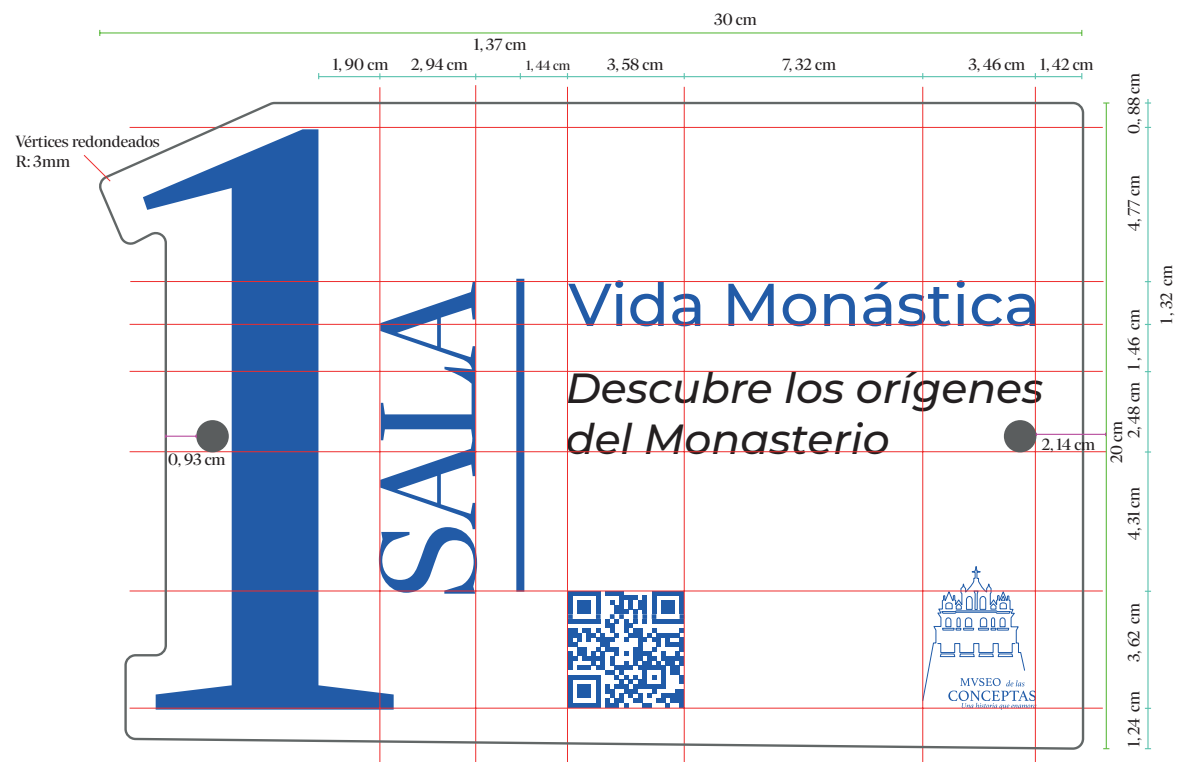 30 cm
1,37 cm
1,90 cm
2,94 cm
1,44 cm
3,58 cm
7,32 cm
3,46 cm
1,42 cm
0,88 cm
Vértices redondeados
R: 3mm
4,77 cm
1,32 cm
1
SALA
Vida Monástica
1,46 cm
Descubre los orígenes
del Monasterio
2,48 cm
0,93 cm
2,14 cm
20 cm
4,31 cm
3,62 cm
MVSEO de las
CONCEPTAS
Una historia que enamora
1,24 cm